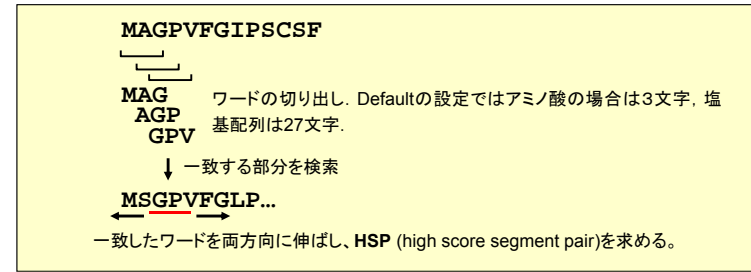 MAGPVFGIPSCSF
MAG
AGP
GPV
ワードの切り出し. Defaultの設定ではアミノ酸の場合は3文字, 塩
基配列は27文字.
一致する部分を検索
MSGPVFGLP…
一致したワードを両方向に伸ばし、HSP (high score segment pair)を求める。